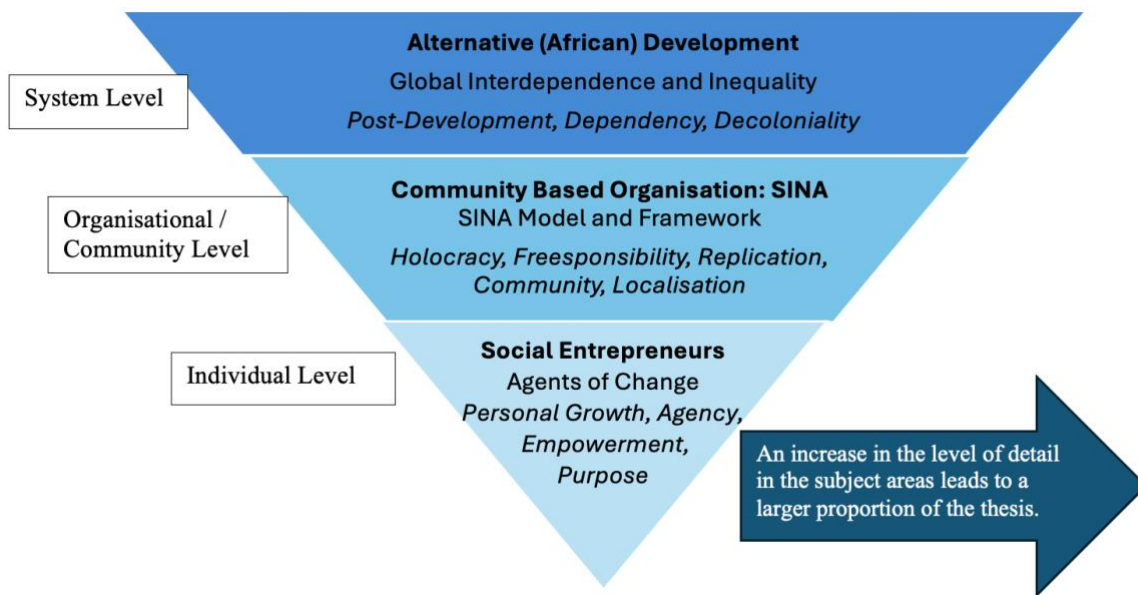 Alternative (African) Development
Global Interdependence and Inequality
Post-Development, Dependency, Decoloniality
System Level
Community Based Organisation: SINA
SINA Model and Framework
Holocracy, Freesponsibility, Replication,
Community, Localisation
Organisational /
Community Level
Social Entrepreneurs
Agents of Change
Personal Growth, Agency,
Empowerment,
Purpose
Individual Level
An increase in the level of detail
in the subject areas leads to a
larger proportion of the thesis.